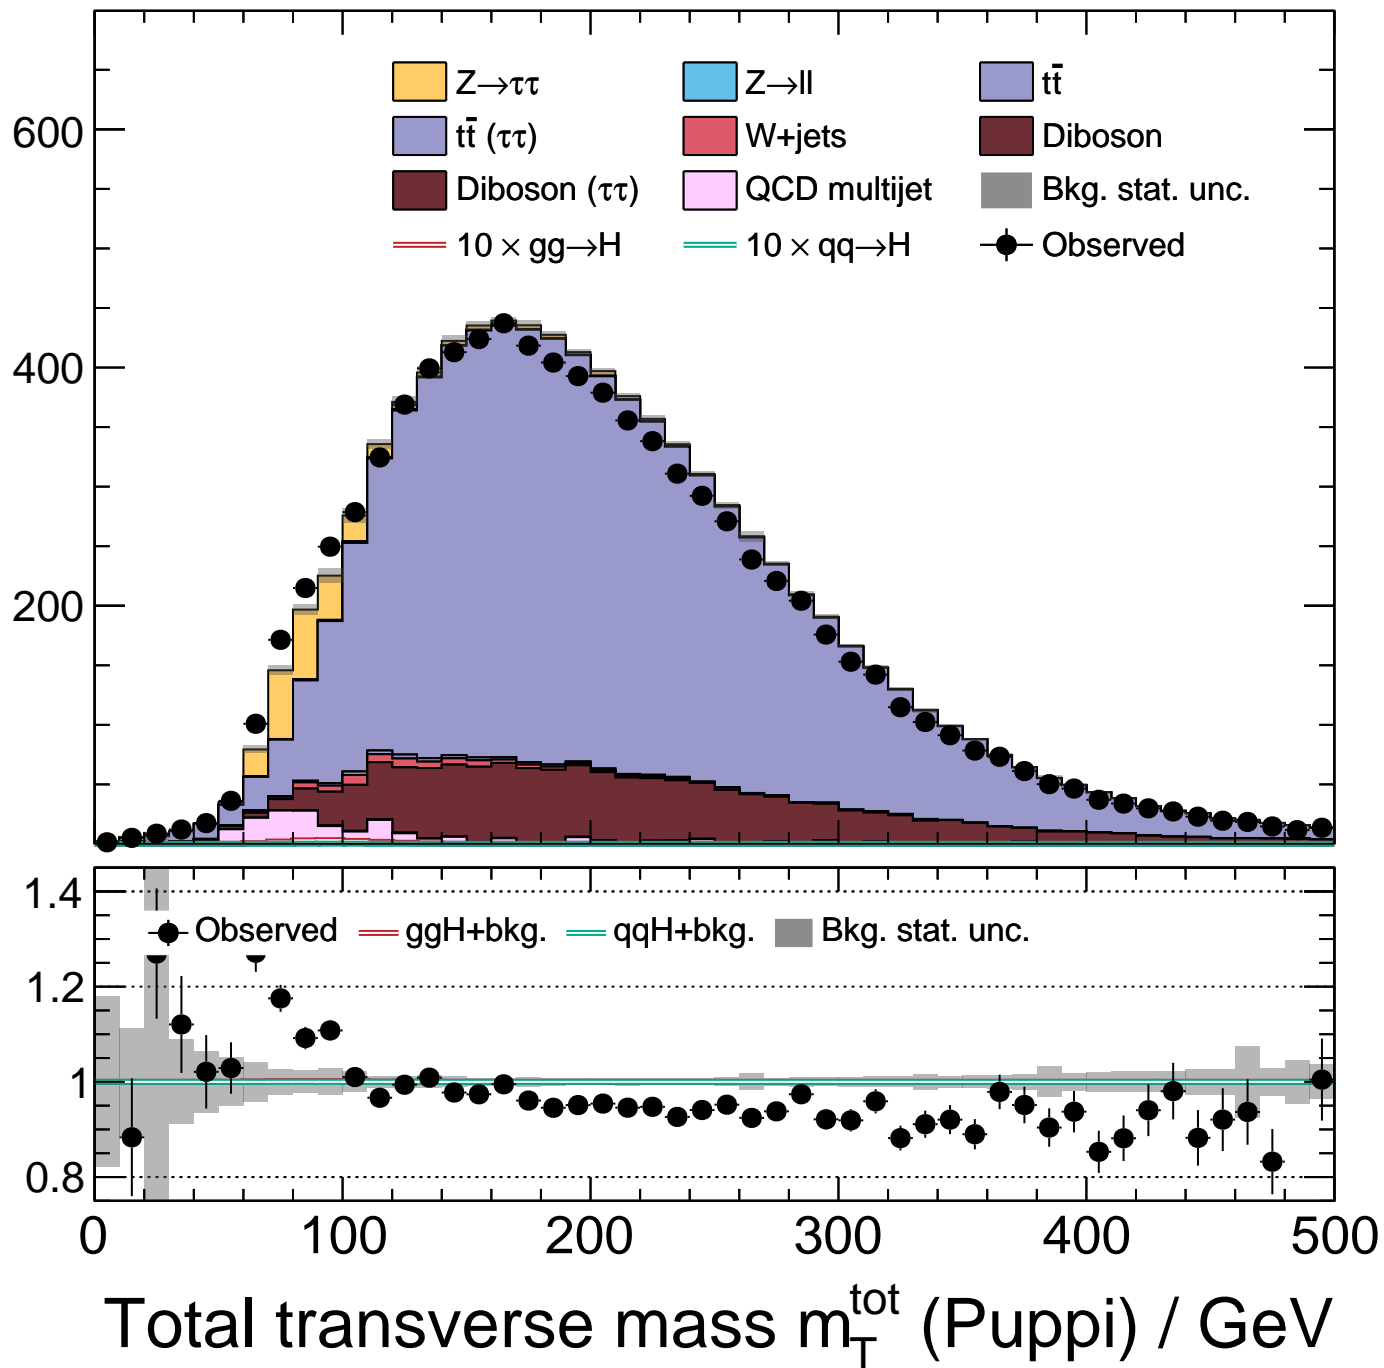 Z→ττ Z→ll tt̄
600
tt̄ (ττ) W+jets Diboson
Diboson (ττ) QCD multijet Bkg. stat. unc.
10 × gg→H 10 × qq→H Observed
400
200
1.4
Observed ggH+bkg. qqH+bkg. Bkg. stat. unc.
1.2
1
0.8
0 100 200 300 400 500
Total transverse mass m_T^tot (Puppi) / GeV